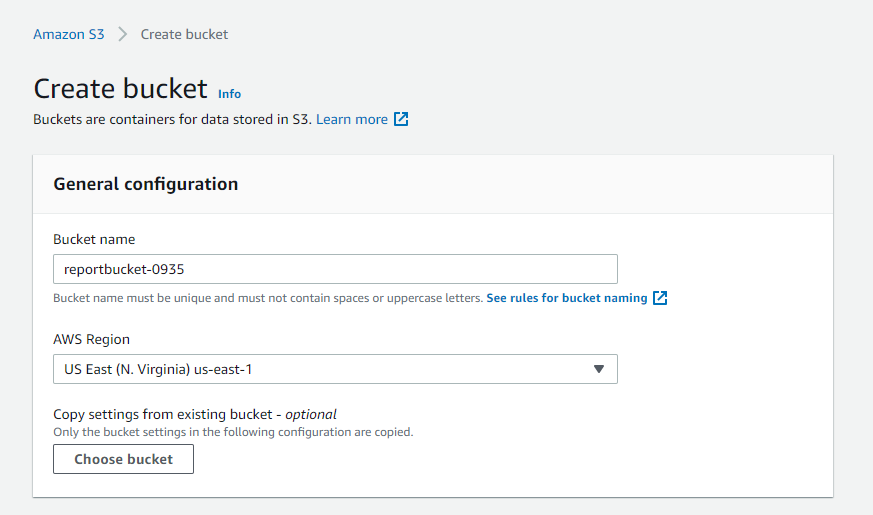 Amazon S3 > Create bucket
Create bucket Info
Buckets are containers for data stored in S3. Learn more
General configuration
Bucket name
reportbucket-0935
Bucket name must be unique and must not contain spaces or uppercase letters. See rules for bucket naming
AWS Region
US East (N. Virginia) us-east-1
Copy settings from existing bucket - optional
Only the bucket settings in the following configuration are copied.
Choose bucket